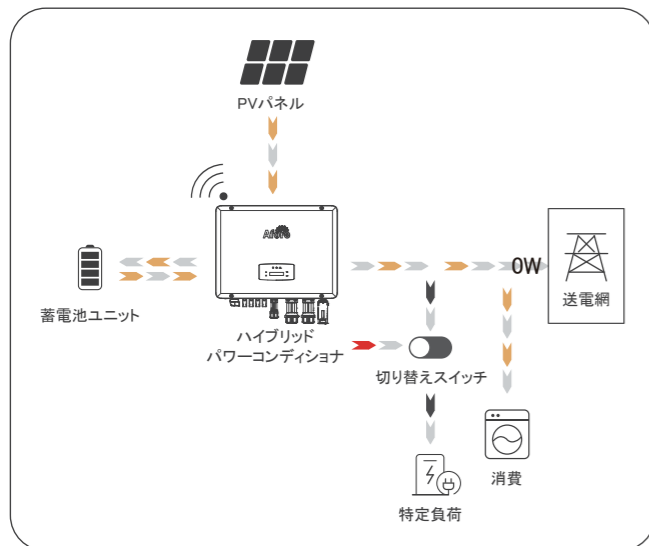 PVパネル
Afore
0W
送電網
蓄電池ユニット
ハイブリッド
パワーコンディショナ
切り替えスイッチ
消費
特定負荷